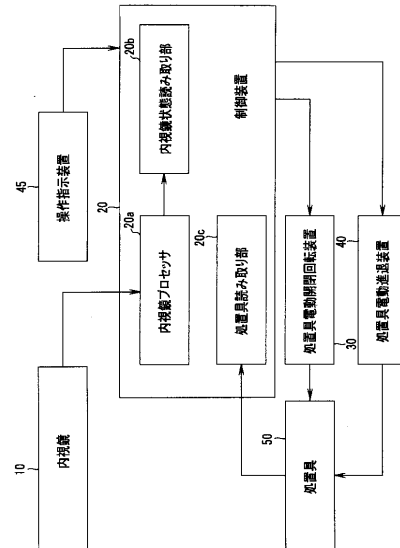 10
内視鏡
45
操作指示装置
20
20a
内視鏡プロセッサ
20b
内視鏡状態読み取り部
20c
処置具読み取り部
制御装置
50
処置具
30
処置具電動開閉回転装置
40
処置具電動進退装置